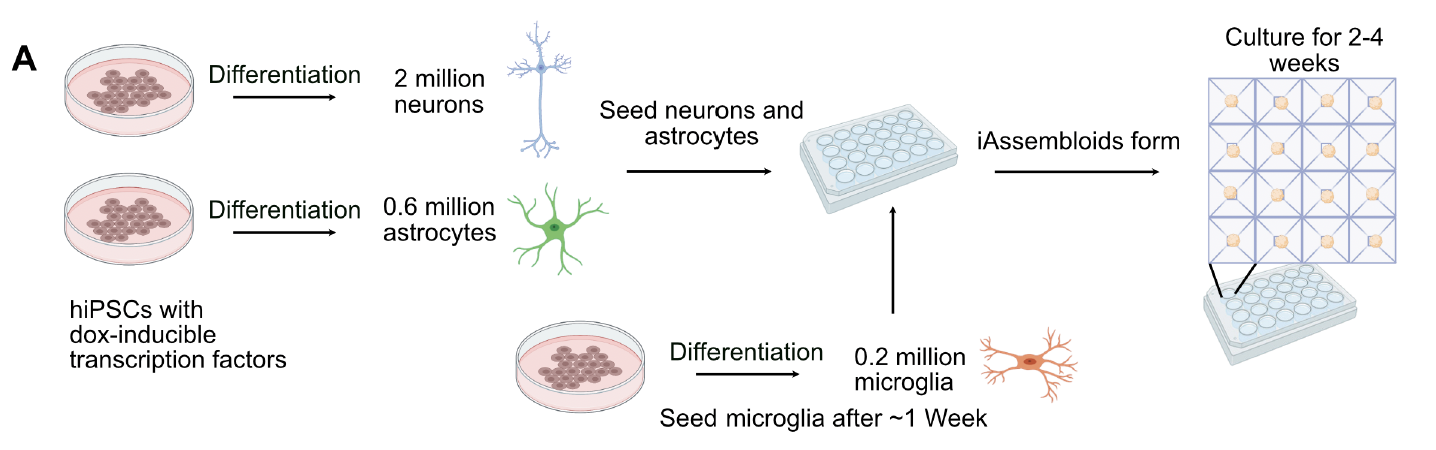 A
Differentiation
2 million
neurons
Differentiation
0.6 million
astrocytes
hiPSCs with
dox-inducible
transcription factors
Seed neurons and
astrocytes
Differentiation
0.2 million
microglia
Seed microglia after ~1 Week
iAssembloids form
Culture for 2-4
weeks